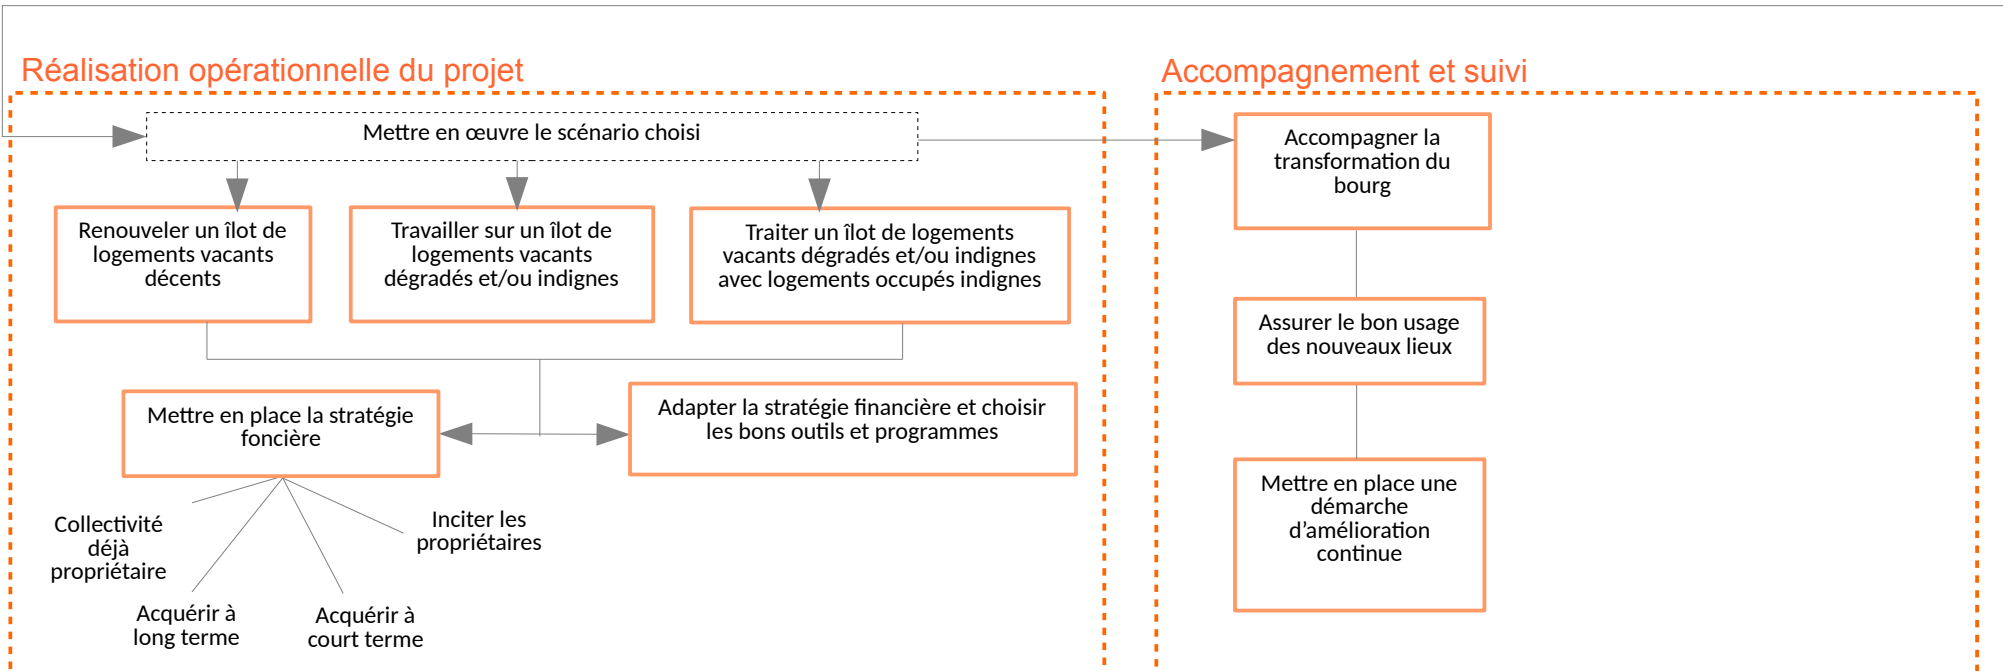 Réalisation opérationnelle du projet
Mettre en œuvre le scénario choisi
Renouveler un îlot de
logements vacants
décents
Travailler sur un îlot de
logements vacants
dégradés et/ou indignes
Traiter un îlot de logements
vacants dégradés et/ou indignes
avec logements occupés indignes
Mettre en place la stratégie
foncière
Adapter la stratégie financière et choisir
les bons outils et programmes
Collectivité
déjà
propriétaire
Acquérir à
long terme
Acquérir à
court terme
Inciter les
propriétaires
Accompagnement et suivi
Accompagner la
transformation du
bourg
Assurer le bon usage
des nouveaux lieux
Mettre en place une
démarche
d’amélioration
continue